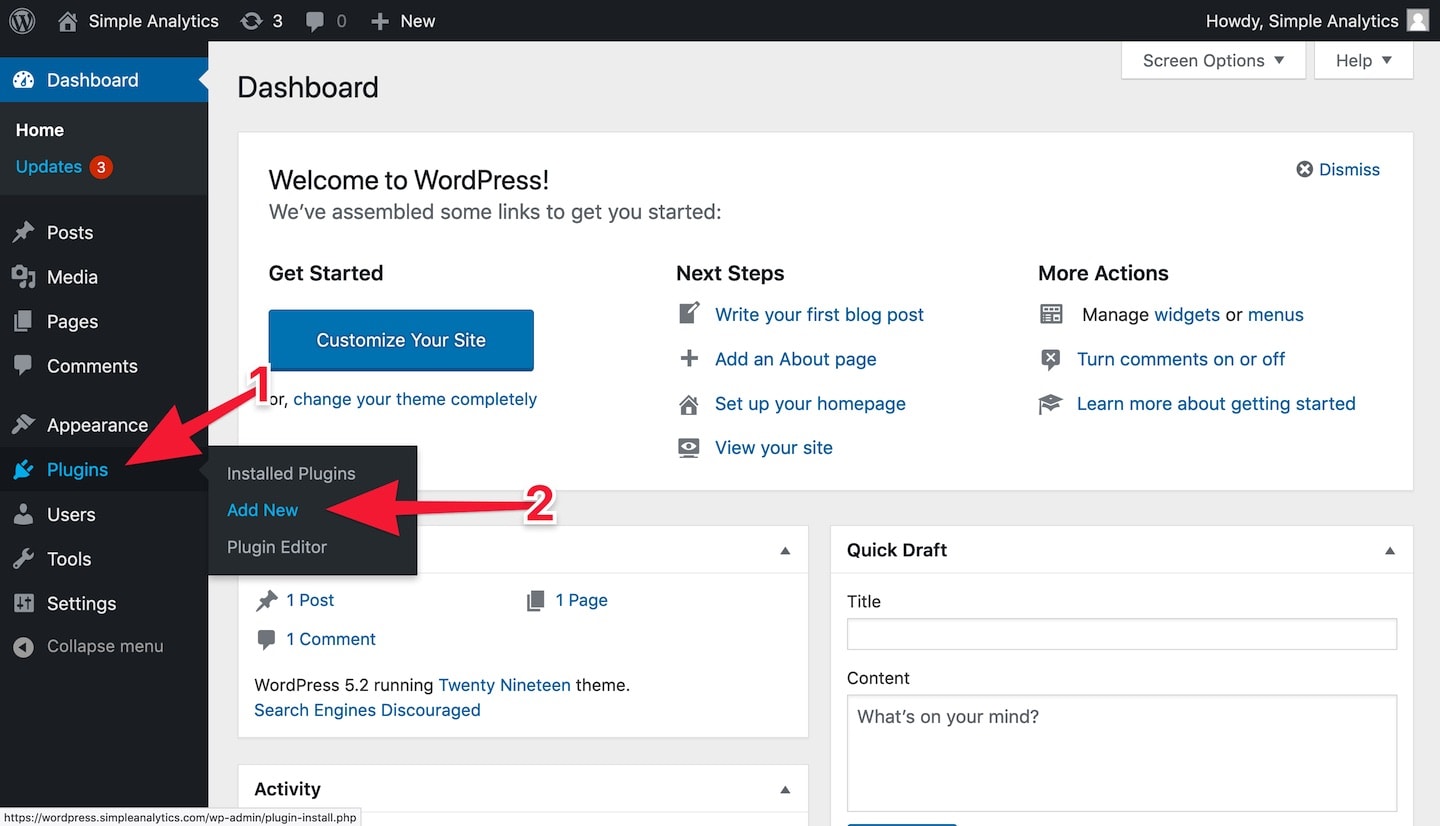 Simple Analytics 3 0 New Howdy, Simple Analytics
Screen Options Help
Dashboard
Home
Updates 3
Posts
Media
Pages
Comments
Appearance
Plugins
Users
Tools
Settings
Collapse menu
Installed Plugins
Add New
Plugin Editor
1
2
Dashboard
Welcome to WordPress!
We've assembled some links to get you started:
Dismiss
Get Started
Customize Your Site
or, change your theme completely
Next Steps
Write your first blog post
Add an About page
Set up your homepage
View your site
More Actions
Manage widgets or menus
Turn comments on or off
Learn more about getting started
1 Post
1 Page
1 Comment
WordPress 5.2 running Twenty Nineteen theme.
Search Engines Discouraged
Activity
Quick Draft
Title
Content
What's on your mind?
https://wordpress.simpleanalytics.com/wp-admin/plugin-install.php